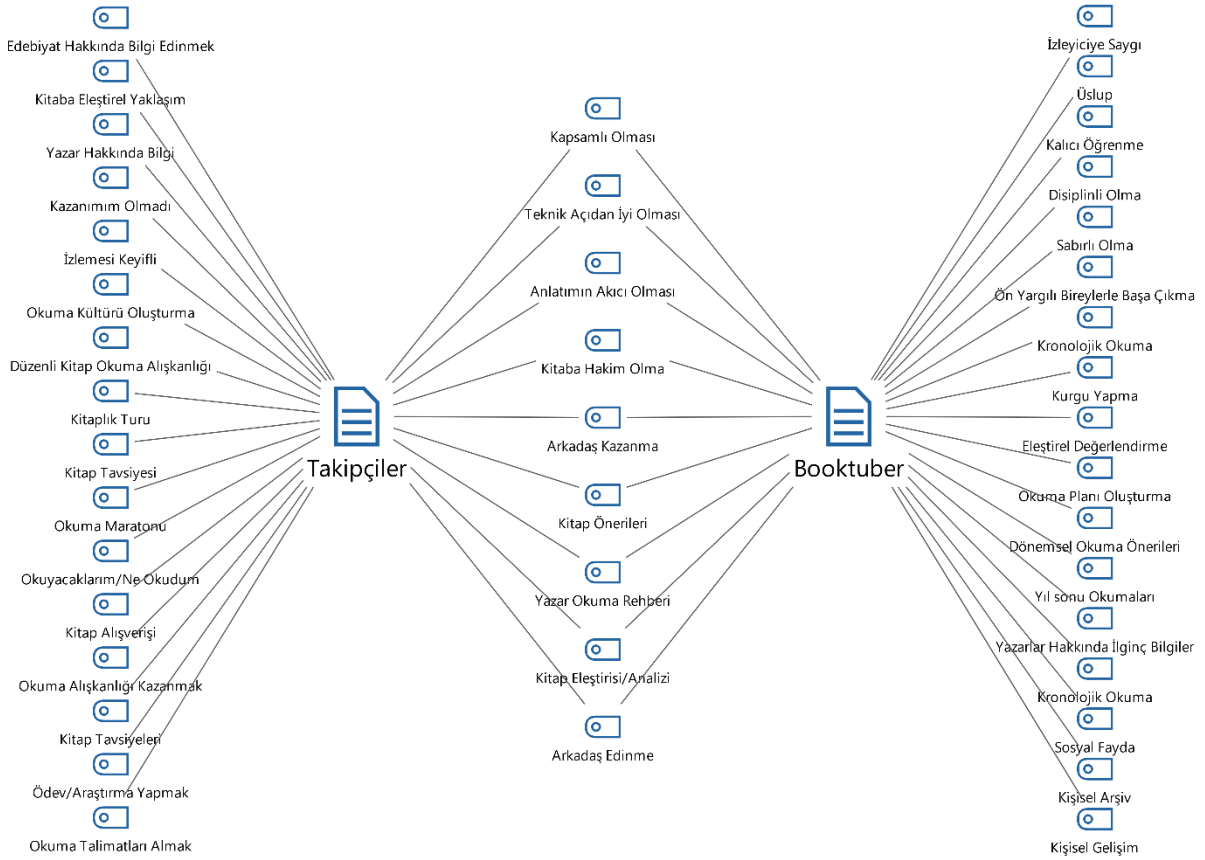 Edebiyat Hakkında Bilgi Edinmek
Kitaba Eleştirel Yaklaşım
Yazar Hakkında Bilgi
Kazanımım Olmadı
İzlemesi Keyifli
Okuma Kültürü Oluşturma
Düzenli Kitap Okuma Alışkanlığı
Kitaplık Turu
Kitap Tavsiyesi
Okuma Maratonu
Okuyacaklarım/Ne Okudum
Kitap Alışverişi
Okuma Alışkanlığı Kazanmak
Kitap Tavsiyeleri
Ödev/Araştırma Yapmak
Okuma Talimatları Almak
Takipçiler
Kapsamlı Olması
Teknik Açıdan İyi Olması
Anlatımın Akıcı Olması
Kitaba Hakim Olma
Arkadaş Kazanma
Kitap Önerileri
Yazar Okuma Rehberi
Kitap Eleştirisi/Analizi
Arkadaş Edinme
Booktuber
İzleyiciye Saygı
Üslup
Kalıcı Öğrenme
Disiplinli Olma
Sabırlı Olma
Ön Yargılı Bireylerle Başa Çıkma
Kronolojik Okuma
Kurgu Yapma
Eleştirel Değerlendirme
Okuma Planı Oluşturma
Dönemsel Okuma Önerileri
Yıl sonu Okumaları
Yazarlar Hakkında İlginç Bilgiler
Kronolojik Okuma
Sosyal Fayda
Kişisel Arşiv
Kişisel Gelişim